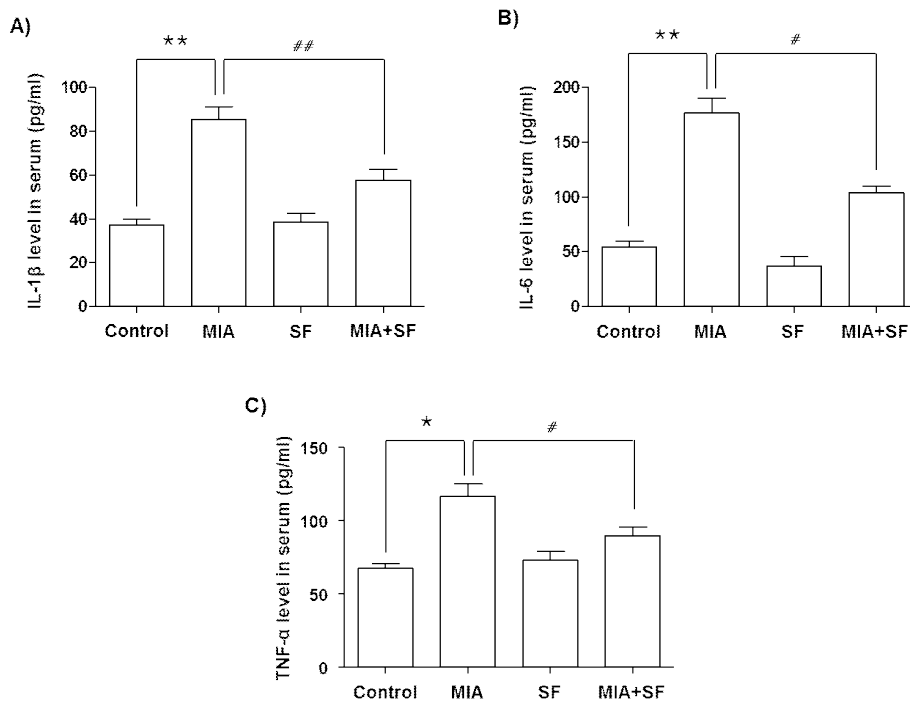 A)
** ##
IL-1β level in serum (pg/ml)
100
80
60
40
20
0
Control MIA SF MIA+SF
B)
** #
IL-6 level in serum (pg/ml)
200
150
100
50
0
Control MIA SF MIA+SF
C)
* #
TNF-α level in serum (pg/ml)
150
100
50
0
Control MIA SF MIA+SF